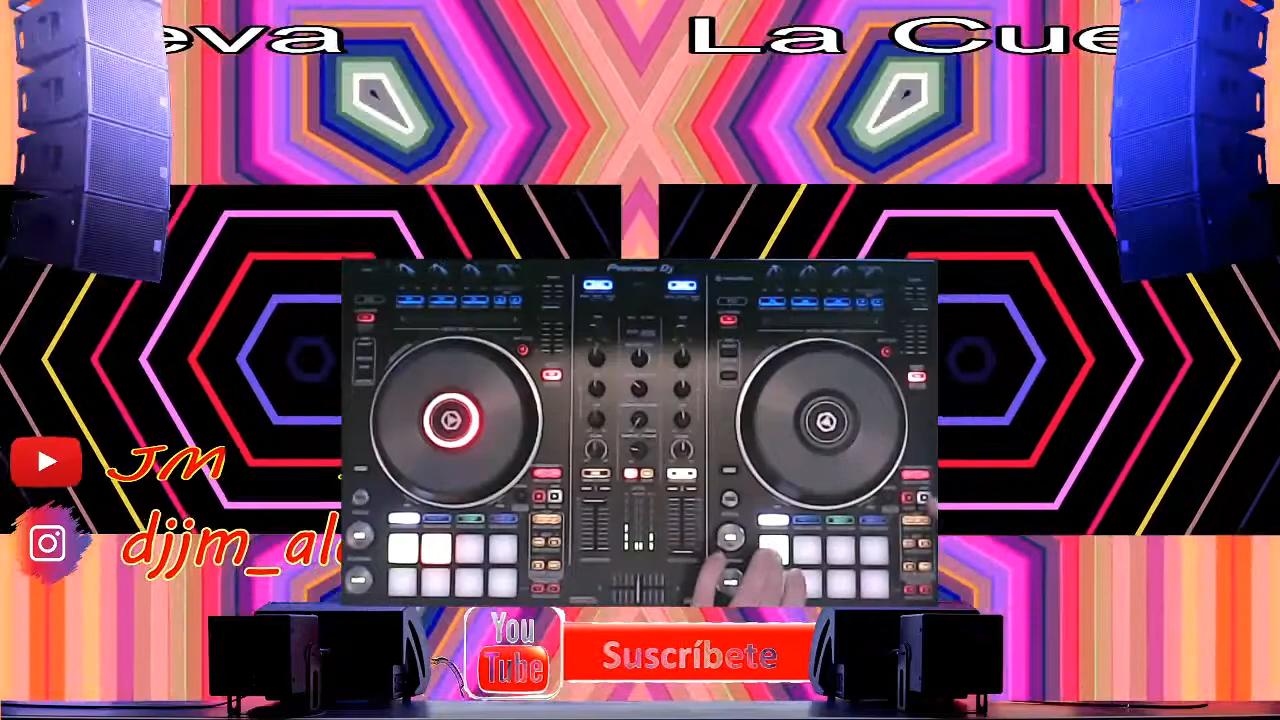 eva La Cue
Pioneer Dj
JM
djjm_al
You
Tube
Suscríbete